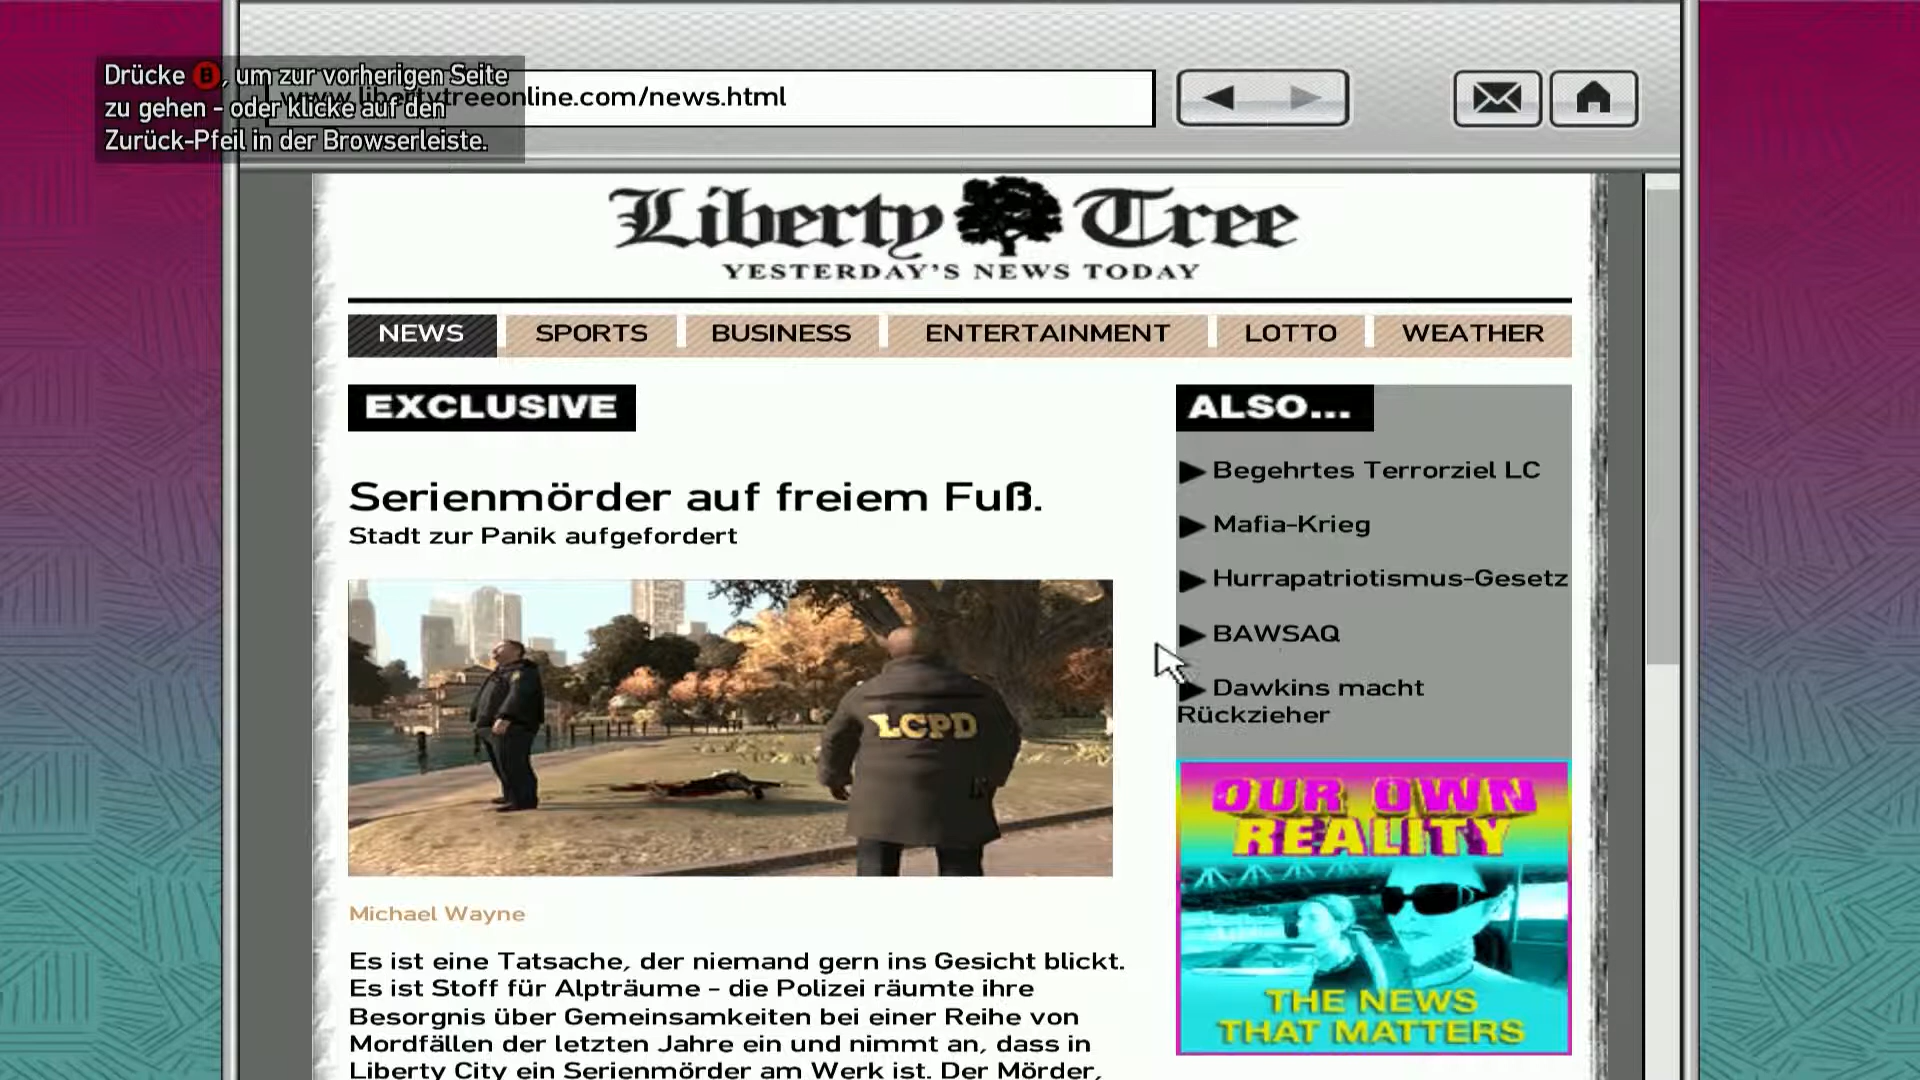 Drücke B, um zur vorherigen Seite
zu gehen - oder klicke auf den
Zurück-Pfeil in der Browserleiste.
www.libertytreeonline.com/news.html
Liberty Tree
YESTERDAY'S NEWS TODAY
NEWS SPORTS BUSINESS ENTERTAINMENT LOTTO WEATHER
EXCLUSIVE
Serienmörder auf freiem Fuß.
Stadt zur Panik aufgefordert
LCPD
Michael Wayne
Es ist eine Tatsache, der niemand gern ins Gesicht blickt.
Es ist Stoff für Alpträume - die Polizei räumte ihre
Besorgnis über Gemeinsamkeiten bei einer Reihe von
Mordfällen der letzten Jahre ein und nimmt an, dass in
Liberty City ein Serienmörder am Werk ist. Der Mörder,
ALSO...
Begehrtes Terrorziel LC
Mafia-Krieg
Hurrapatriotismus-Gesetz
BAWSAQ
Dawkins macht
Rückzieher
OUR OWN
REALITY
THE NEWS
THAT MATTERS